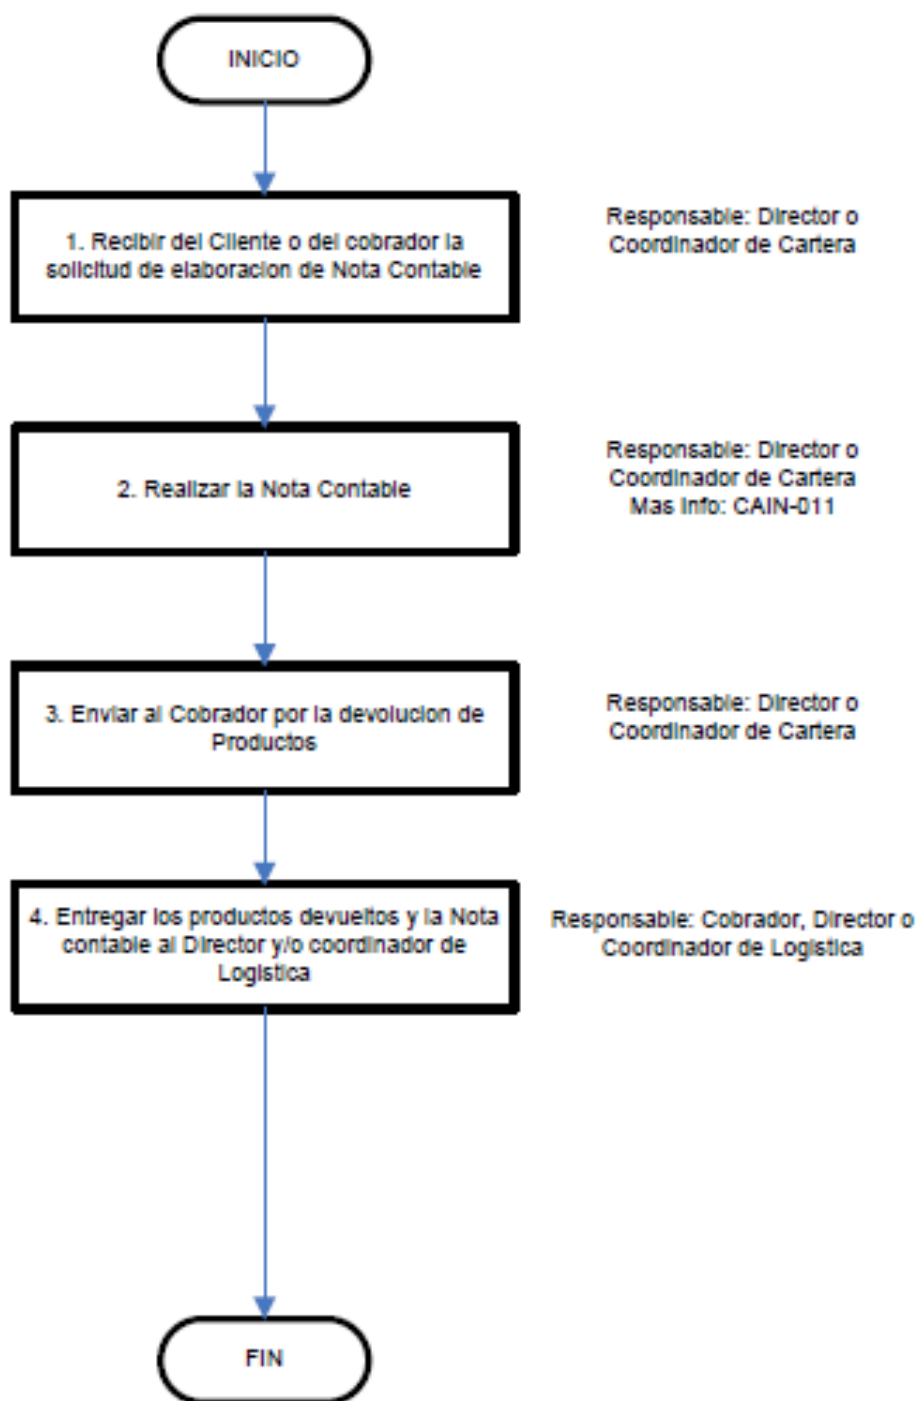 INICIO
1. Recibir del Cliente o del cobrador la
solicitud de elaboracion de Nota Contable
Responsable: Director o
Coordinador de Cartera
2. Realizar la Nota Contable
Responsable: Director o
Coordinador de Cartera
Mas Info: CAIN-011
3. Enviar al Cobrador por la devolucion de
Productos
Responsable: Director o
Coordinador de Cartera
4. Entregar los productos devueltos y la Nota
contable al Director y/o coordinador de
Logistica
Responsable: Cobrador, Director o
Coordinador de Logistica
FIN